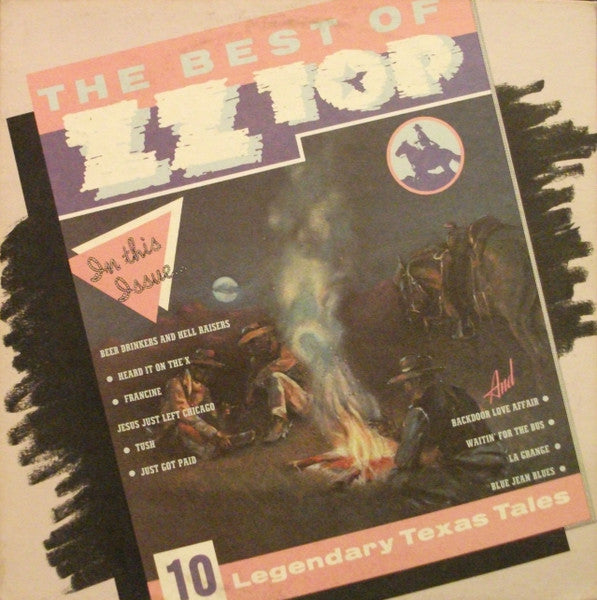 THE BEST OF
ZZ TOP
In this
Issue...
BEER DRINKERS AND HELL RAISERS
• HEARD IT ON THE X
• FRANCINE
JESUS JUST LEFT CHICAGO
• TUSH
• JUST GOT PAID
And
BACKDOOR LOVE AFFAIR •
WAITIN' FOR THE BUS •
LA GRANGE •
BLUE JEAN BLUES •
10 Legendary Texas Tales